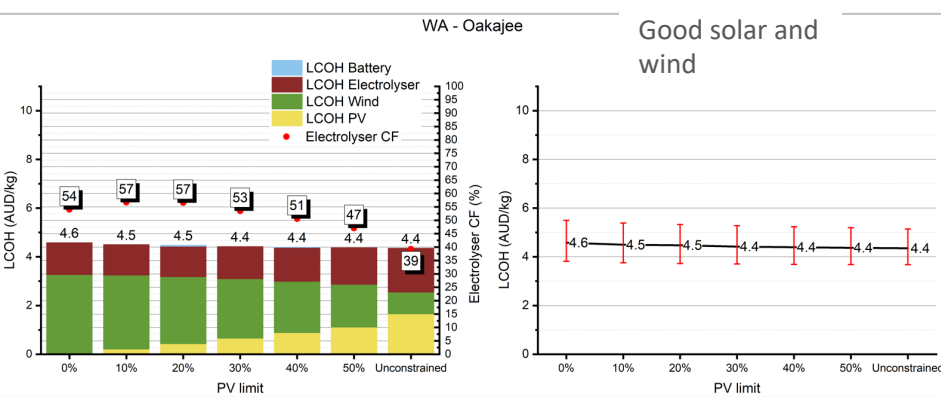 WA - Oakajee
Good solar and
wind
LCOH Battery
LCOH Electrolyser
LCOH Wind
LCOH PV
Electrolyser CF
LCOH (AUD/kg)
10
8
6
4
2
0
54
57
57
53
51
47
39
4.6
4.5
4.5
4.4
4.4
4.4
4.4
100
95
90
85
80
75
70
65
60
55
50
45
40
35
30
25
20
15
10
5
0
Electrolyser CF (%)
0% 10% 20% 30% 40% 50% Unconstrained
PV limit
LCOH (AUD/kg)
10
8
6
4
2
0
4.6 4.5 4.5 4.4 4.4 4.4 4.4
0% 10% 20% 30% 40% 50% Unconstrained
PV limit